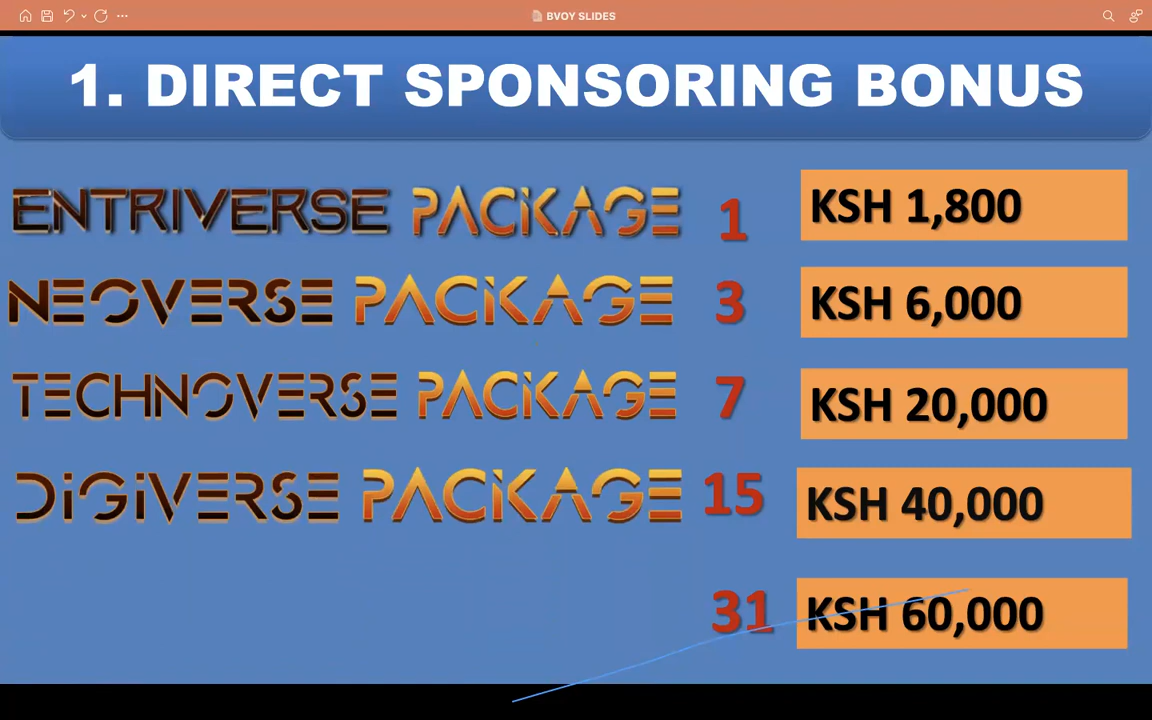 BVOY SLIDES
1. DIRECT SPONSORING BONUS
ENTRIVERSE PACKAGE 1 KSH 1,800
NEOVERSE PACKAGE 3 KSH 6,000
TECHNOVERSE PACKAGE 7 KSH 20,000
DIGIVERSE PACKAGE 15 KSH 40,000
31 KSH 60,000